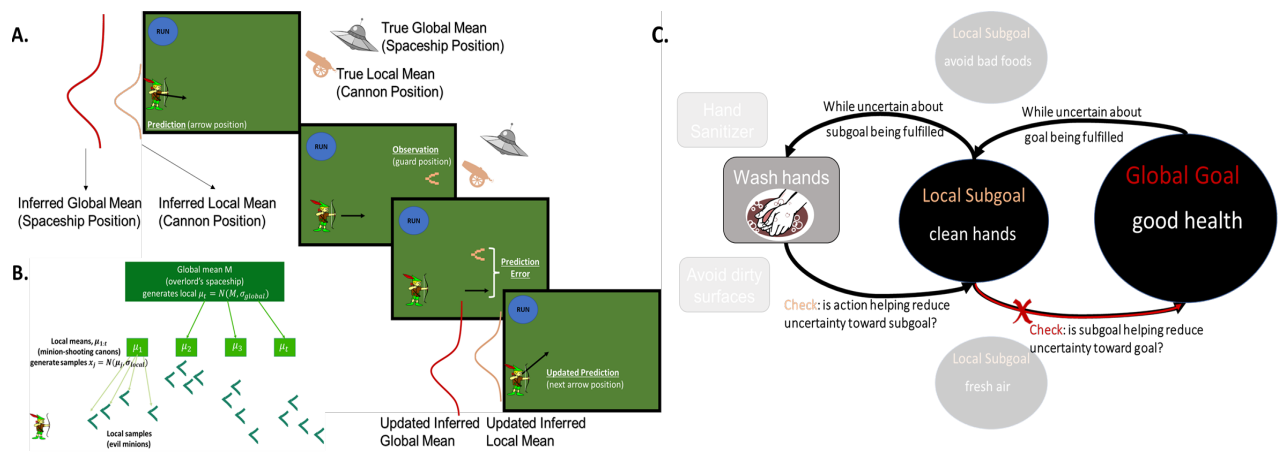 A.
RUN
Prediction (arrow position)
True Global Mean
(Spaceship Position)
True Local Mean
(Cannon Position)
Inferred Global Mean
(Spaceship Position)
Inferred Local Mean
(Cannon Position)
RUN
Observation
(guard position)
RUN
Prediction
Error
RUN
Updated Prediction
(next arrow position)
Updated Inferred
Global Mean
Updated Inferred
Local Mean
B.
Global mean M
(overlord's spaceship)
generates local μₜ = N(M, σ_global)
Local means, μ₁:ₜ
(minion-shooting canons)
generate samples xⱼ = N(μⱼ, σ_local)
μ₁
μ₂
μ₃
μₜ
Local samples
(evil minions)
C.
Local Subgoal
avoid bad foods
Hand
Sanitizer
While uncertain about
subgoal being fulfilled
While uncertain about
goal being fulfilled
Wash hands
Local Subgoal
clean hands
Global Goal
good health
Avoid dirty
surfaces
Check: is action helping reduce
uncertainty toward subgoal?
X
Check: is subgoal helping reduce
uncertainty toward goal?
Local Subgoal
fresh air